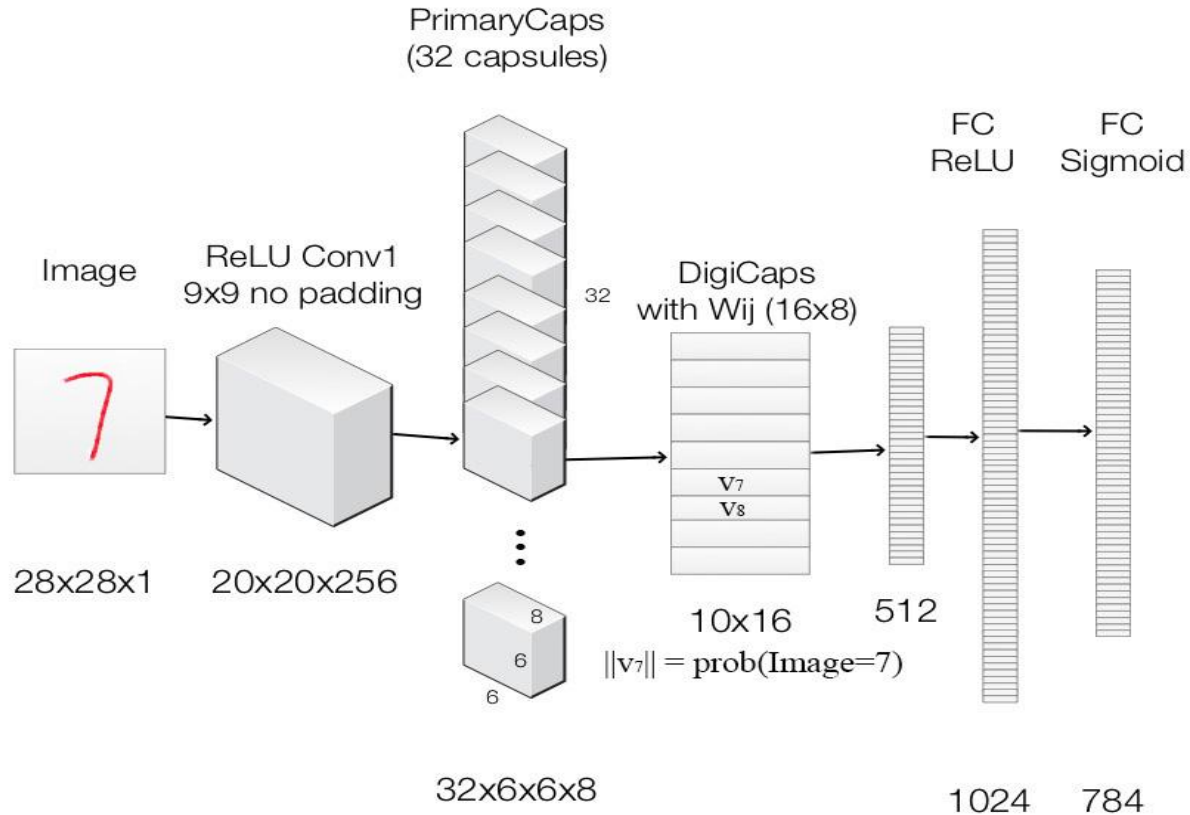 PrimaryCaps
(32 capsules)
FC
ReLU
FC
Sigmoid
Image
ReLU Conv1
9x9 no padding
32
DigiCaps
with Wij (16x8)
7
v7
v8
28x28x1
20x20x256
8
6
6
10x16
512
||v7|| = prob(Image=7)
32x6x6x8
1024
784